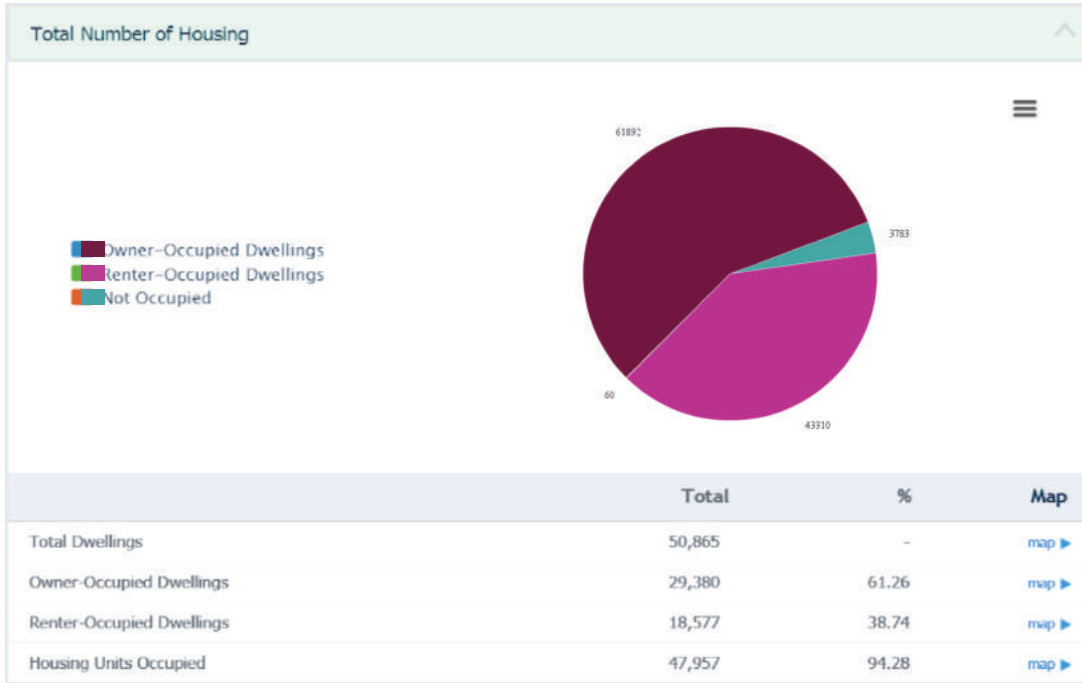 Total Number of Housing
61892
3783
Owner-Occupied Dwellings
Renter-Occupied Dwellings
Not Occupied
60
43310
Total % Map
Total Dwellings 50,865 - map ▶
Owner-Occupied Dwellings 29,380 61.26 map ▶
Renter-Occupied Dwellings 18,577 38.74 map ▶
Housing Units Occupied 47,957 94.28 map ▶